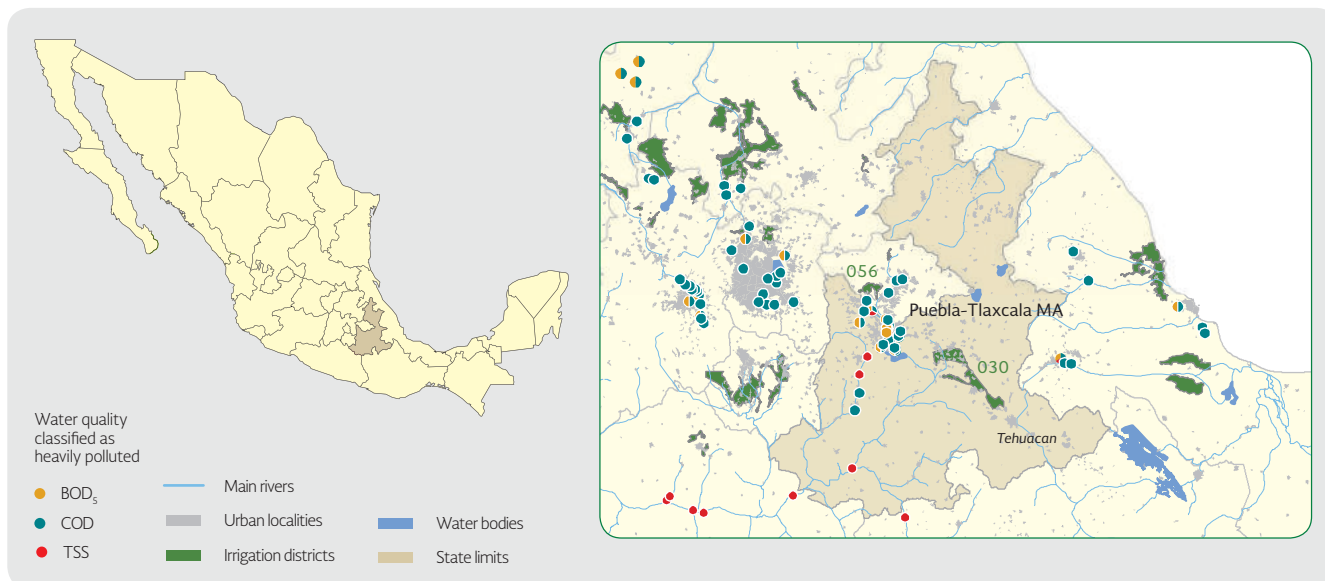 056
Puebla-Tlaxcala MA
030
Tehuacan
Water quality
classified as
heavily polluted
BOD₅
COD
TSS
Main rivers
Urban localities
Irrigation districts
Water bodies
State limits